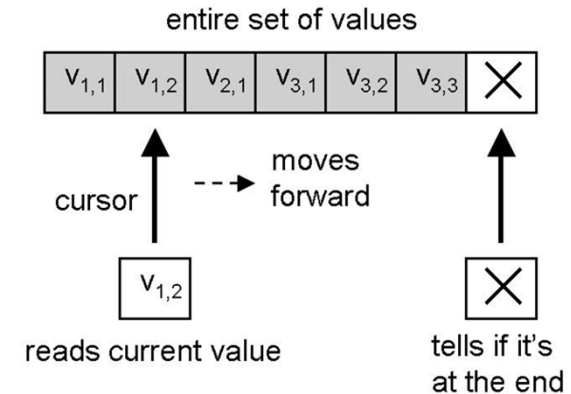 entire set of values
v1,1 v1,2 v2,1 v3,1 v3,2 v3,3
cursor
moves
forward
v1,2
reads current value
tells if it's
at the end